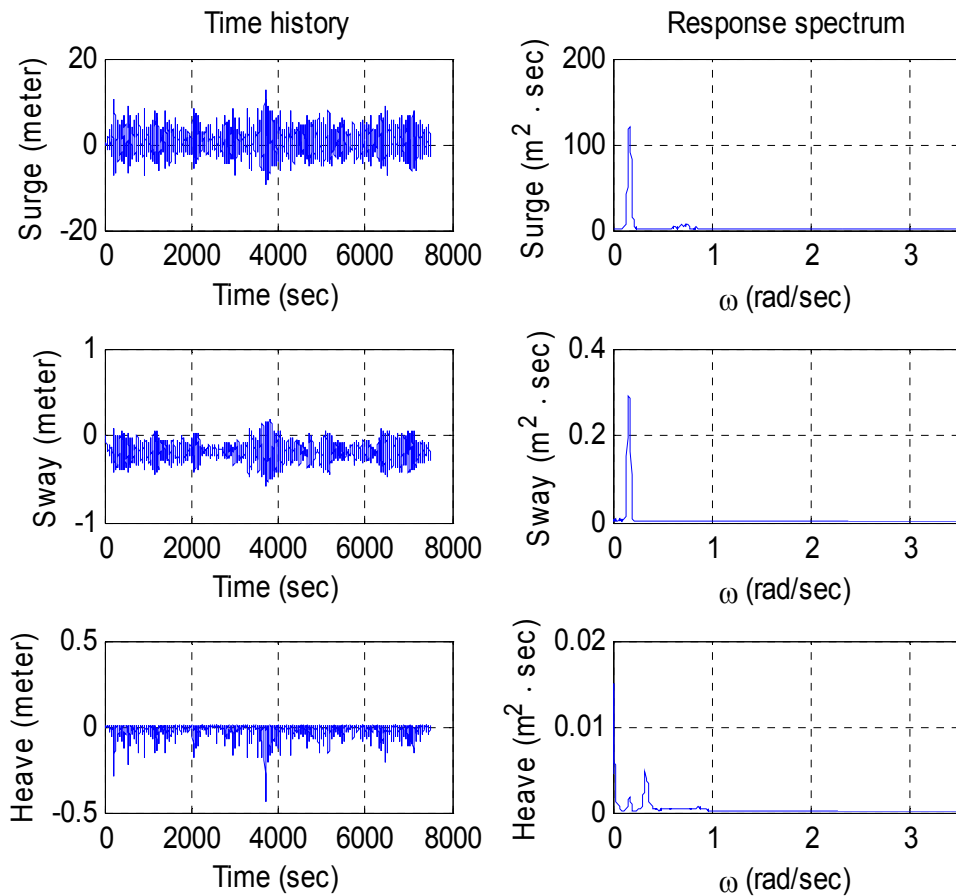 Time history
Response spectrum
20
0
-20
Surge (meter)
0 2000 4000 6000 8000
Time (sec)
200
100
0
Surge (m² . sec)
0 1 2 3
ω (rad/sec)
1
0
-1
Sway (meter)
0 2000 4000 6000 8000
Time (sec)
0.4
0.2
0
Sway (m² . sec)
0 1 2 3
ω (rad/sec)
0.5
0
-0.5
Heave (meter)
0 2000 4000 6000 8000
Time (sec)
0.02
0.01
0
Heave (m² . sec)
0 1 2 3
ω (rad/sec)